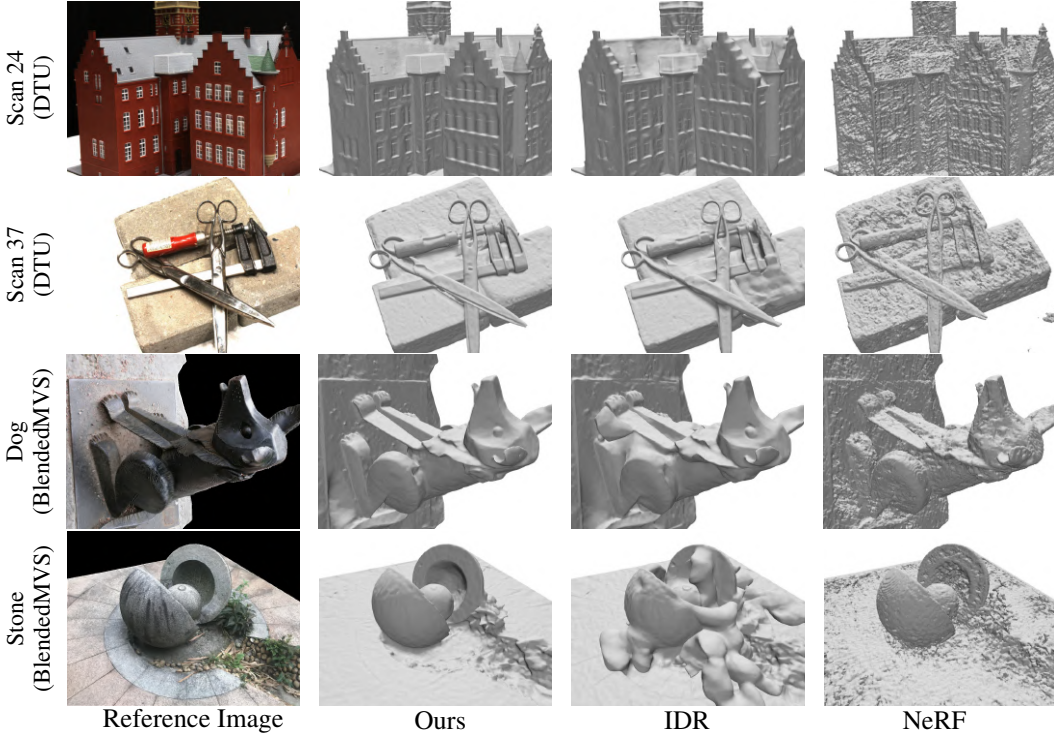 Scan 24
(DTU)
Scan 37
(DTU)
Dog
(BlendedMVS)
Stone
(BlendedMVS)
Reference Image
Ours
IDR
NeRF